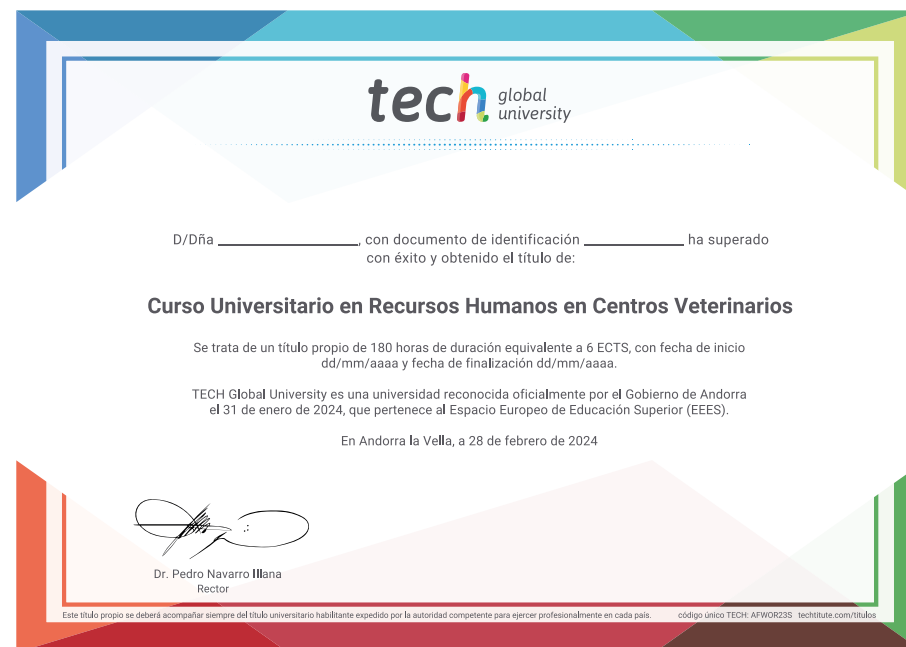 tech global university
D/Dña ____________________, con documento de identificación ______________ ha superado
con éxito y obtenido el título de:
Curso Universitario en Recursos Humanos en Centros Veterinarios
Se trata de un título propio de 180 horas de duración equivalente a 6 ECTS, con fecha de inicio
dd/mm/aaaa y fecha de finalización dd/mm/aaaa.
TECH Global University es una universidad reconocida oficialmente por el Gobierno de Andorra
el 31 de enero de 2024, que pertenece al Espacio Europeo de Educación Superior (EEES).
En Andorra la Vella, a 28 de febrero de 2024
Dr. Pedro Navarro Illana
Rector
Este título propio se deberá acompañar siempre del título universitario habilitante expedido por la autoridad competente para ejercer profesionalmente en cada país. código único TECH: AFWOR23S techtitute.com/titulos